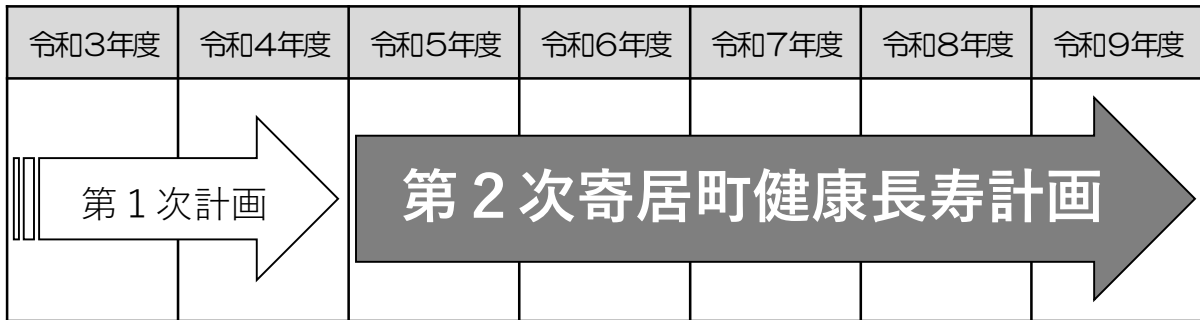 令和3年度 令和4年度 令和5年度 令和6年度 令和7年度 令和8年度 令和9年度
第１次計画 第２次寄居町健康長寿計画